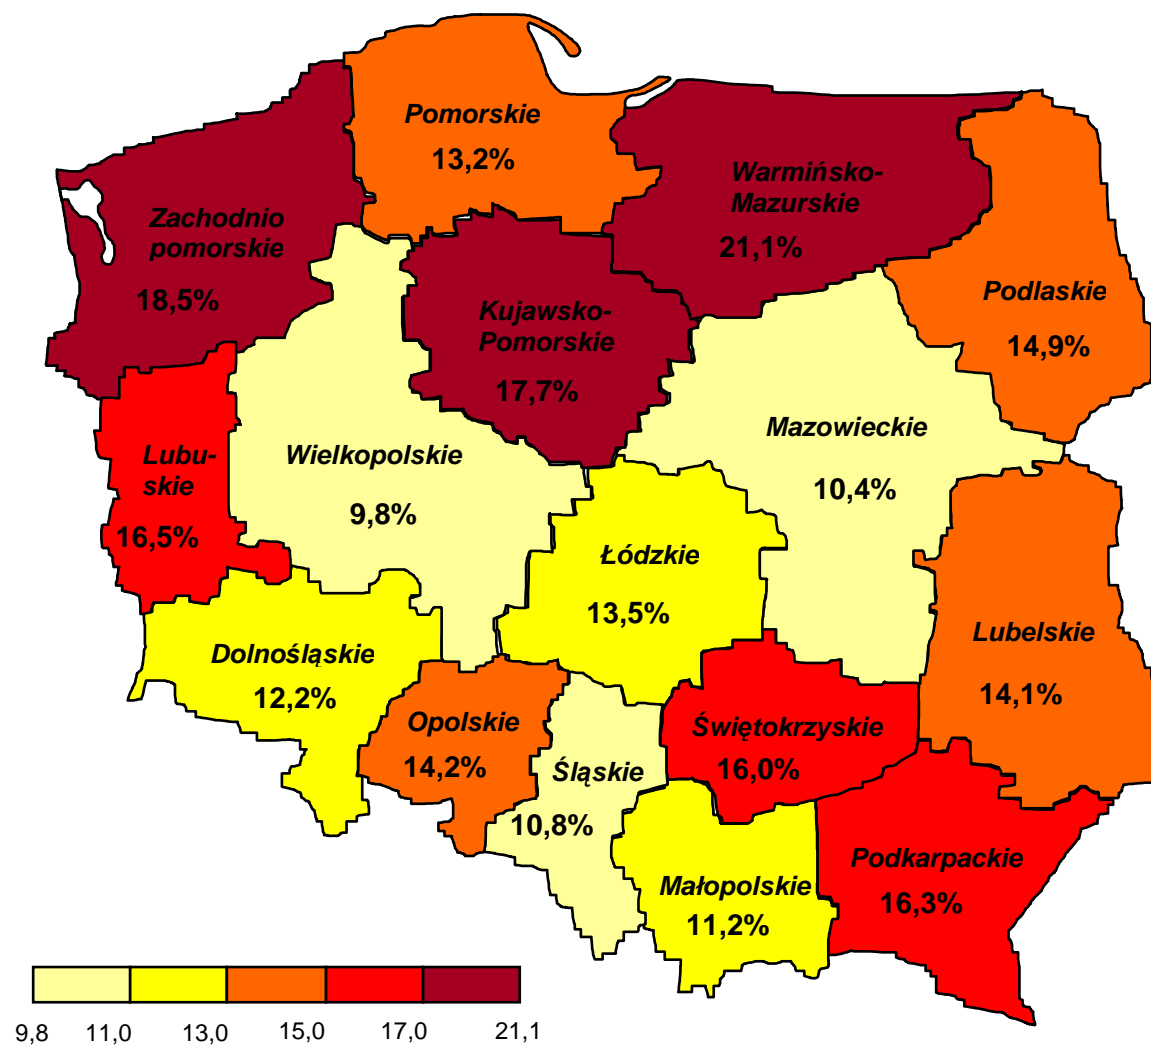 Pomorskie
13,2%
Warmińsko-
Mazurskie
21,1%
Zachodnio
pomorskie
18,5%
Podlaskie
14,9%
Kujawsko-
Pomorskie
17,7%
Mazowieckie
10,4%
Lubu-
skie
16,5%
Wielkopolskie
9,8%
Łódzkie
13,5%
Lubelskie
14,1%
Dolnośląskie
12,2%
Opolskie
14,2%
Świętokrzyskie
16,0%
Śląskie
10,8%
Podkarpackie
16,3%
Małopolskie
11,2%
9,8 11,0 13,0 15,0 17,0 21,1